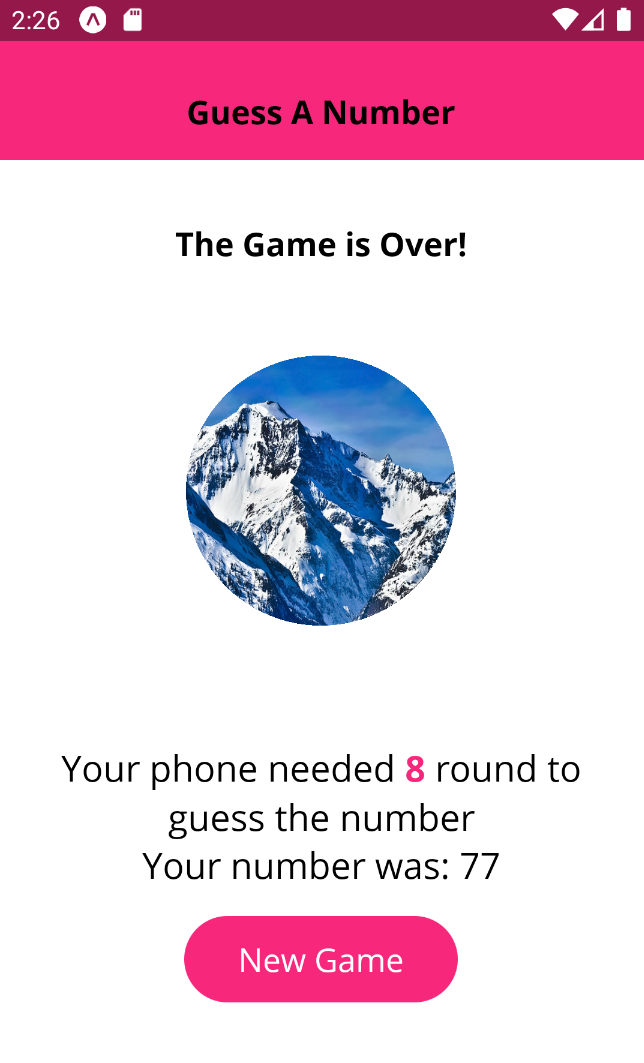 2:26
Guess A Number
The Game is Over!
Your phone needed 8 round to
guess the number
Your number was: 77
New Game